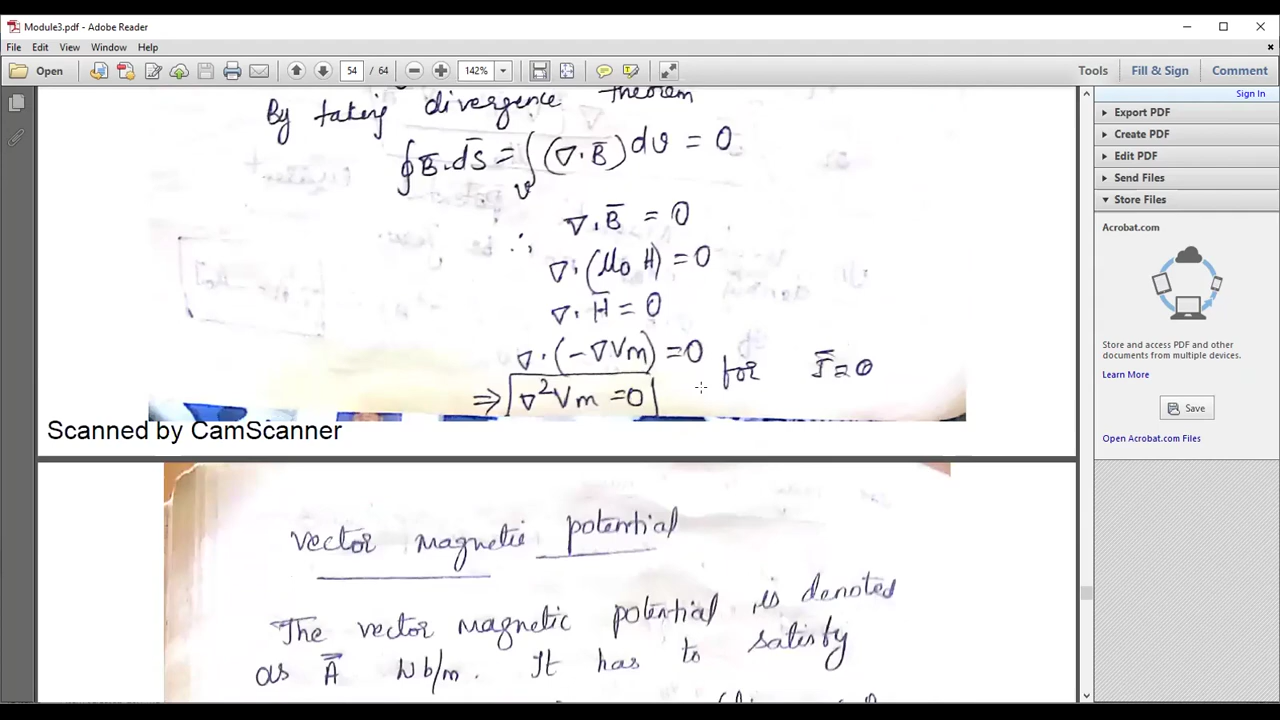 Module3.pdf - Adobe Reader
File Edit View Window Help
Open 54 / 64 142% Tools Fill & Sign Comment
Sign In
Export PDF
Create PDF
Edit PDF
Send Files
Store Files
Acrobat.com
Store and access PDF and other
documents from multiple devices.
Learn More
Save
Open Acrobat.com Files
By taking divergence theorem
∮B̄.dS̄ = ∫v (∇.B̄) dv = 0
∴ ∇.B̄ = 0
∇.(μ0 H) = 0
∇.H̄ = 0
∇.(-∇Vm) = 0
⇒ ∇²Vm = 0 for J̄ = 0
Scanned by CamScanner
vector magnetic potential
The vector magnetic potential is denoted
as Ā Wb/m. It has to satisfy